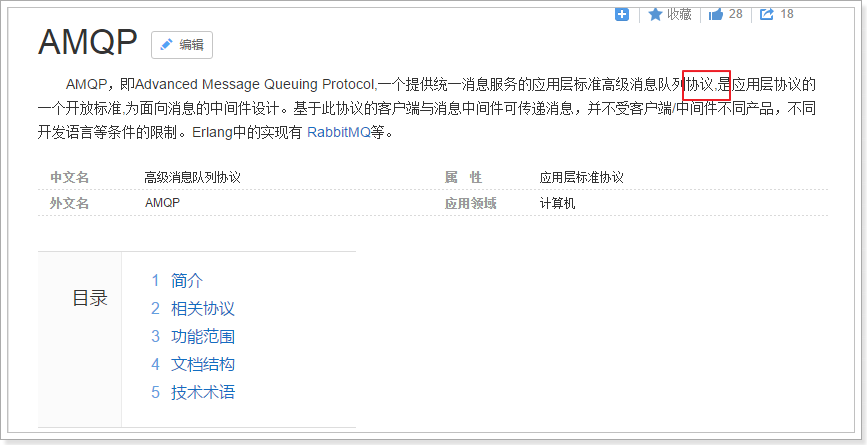 收藏 28 18
AMQP 编辑
AMQP，即Advanced Message Queuing Protocol,一个提供统一消息服务的应用层标准高级消息队列协议,是应用层协议的
一个开放标准,为面向消息的中间件设计。基于此协议的客户端与消息中间件可传递消息，并不受客户端/中间件不同产品，不同
开发语言等条件的限制。Erlang中的实现有 RabbitMQ等。
中文名 高级消息队列协议 属 性 应用层标准协议
外文名 AMQP 应用领域 计算机
目录
1 简介
2 相关协议
3 功能范围
4 文档结构
5 技术术语